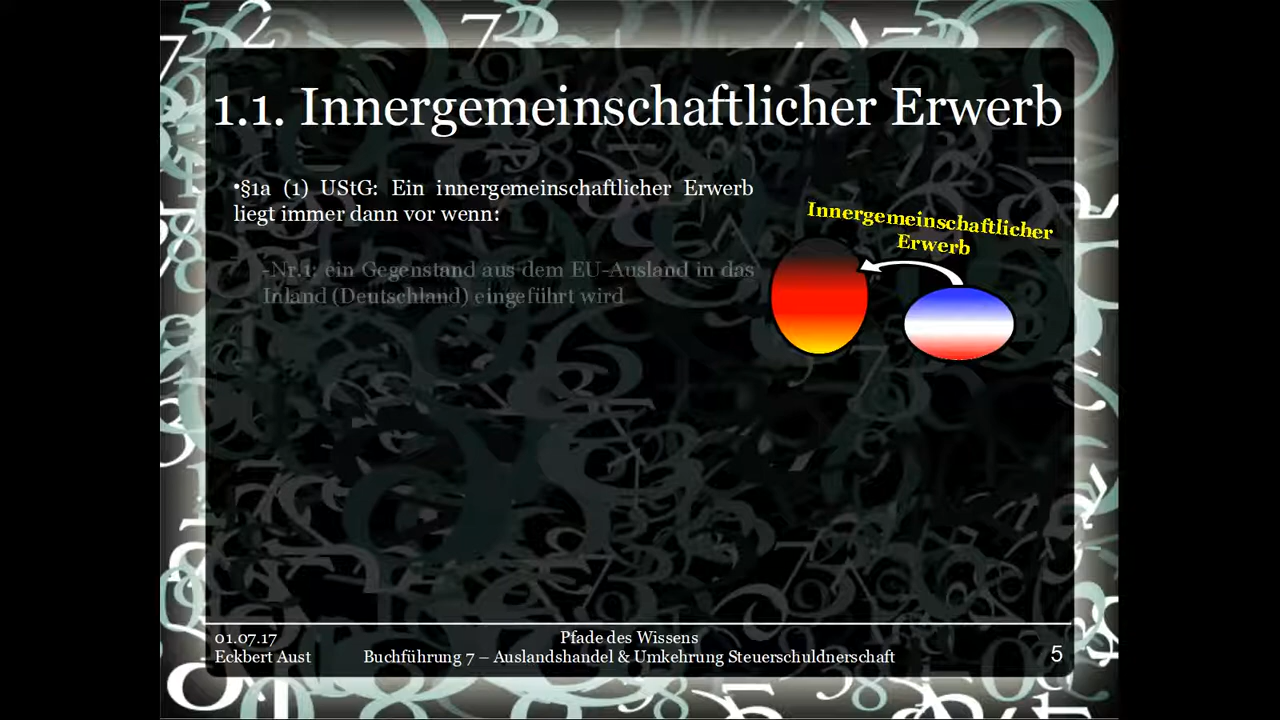 1.1. Innergemeinschaftlicher Erwerb
•§1a (1) UStG: Ein innergemeinschaftlicher Erwerb
liegt immer dann vor wenn:
-Nr.1: ein Gegenstand aus dem EU-Ausland in das
Inland (Deutschland) eingeführt wird
Innergemeinschaftlicher
Erwerb
01.07.17
Eckbert Aust
Pfade des Wissens
Buchführung 7 – Auslandshandel & Umkehrung Steuerschuldnerschaft
5